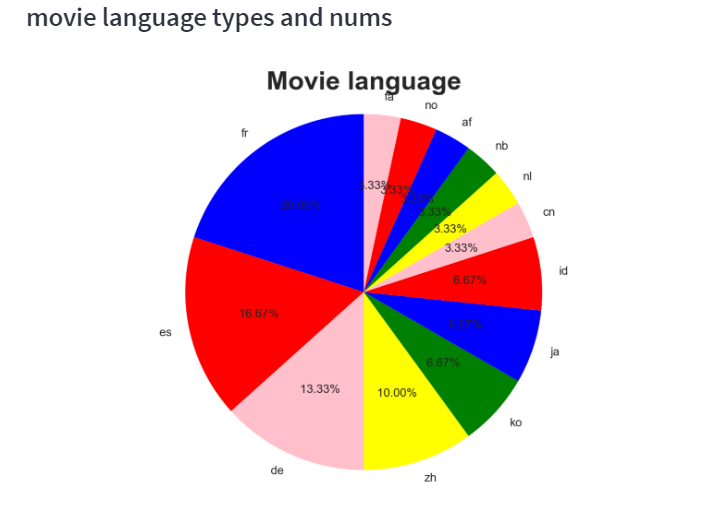 movie language types and nums
Movie language
fa
no
af
nb
nl
cn
id
ja
ko
zh
de
es
fr
3.33%
3.33%
3.33%
3.33%
3.33%
3.33%
6.67%
6.67%
6.67%
10.00%
13.33%
16.67%
20.00%